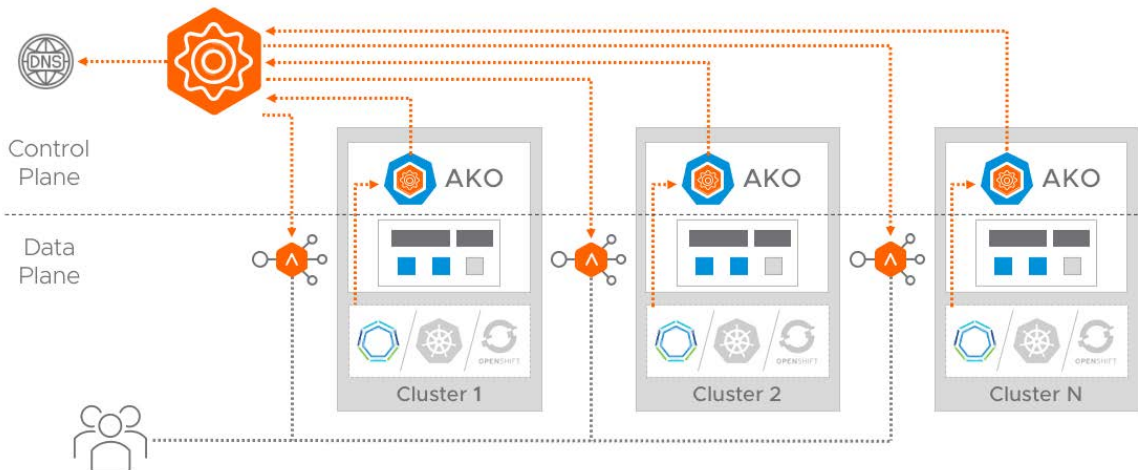 DNS
Control
Plane
AKO
AKO
AKO
Data
Plane
OPENSHIFT
OPENSHIFT
OPENSHIFT
Cluster 1
Cluster 2
Cluster N